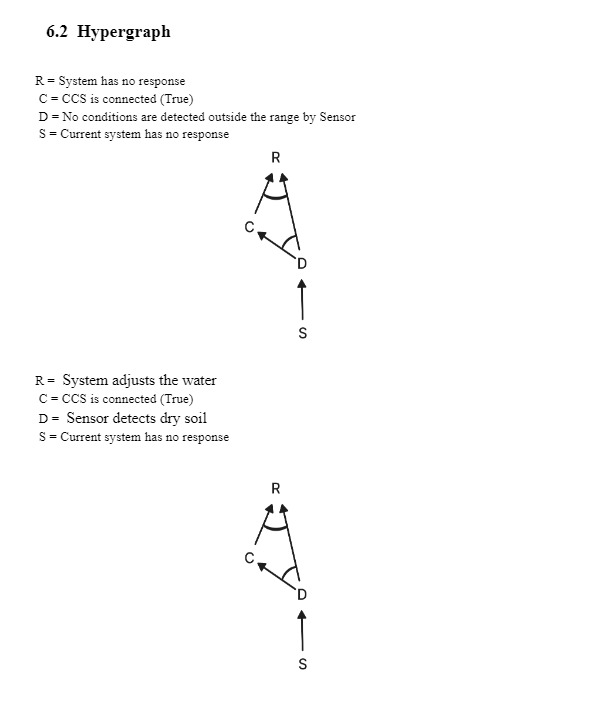 6.2 Hypergraph
R = System has no response
C = CCS is connected (True)
D = No conditions are detected outside the range by Sensor
S = Current system has no response
R
C
D
S
R = System adjusts the water
C = CCS is connected (True)
D = Sensor detects dry soil
S = Current system has no response
R
C
D
S